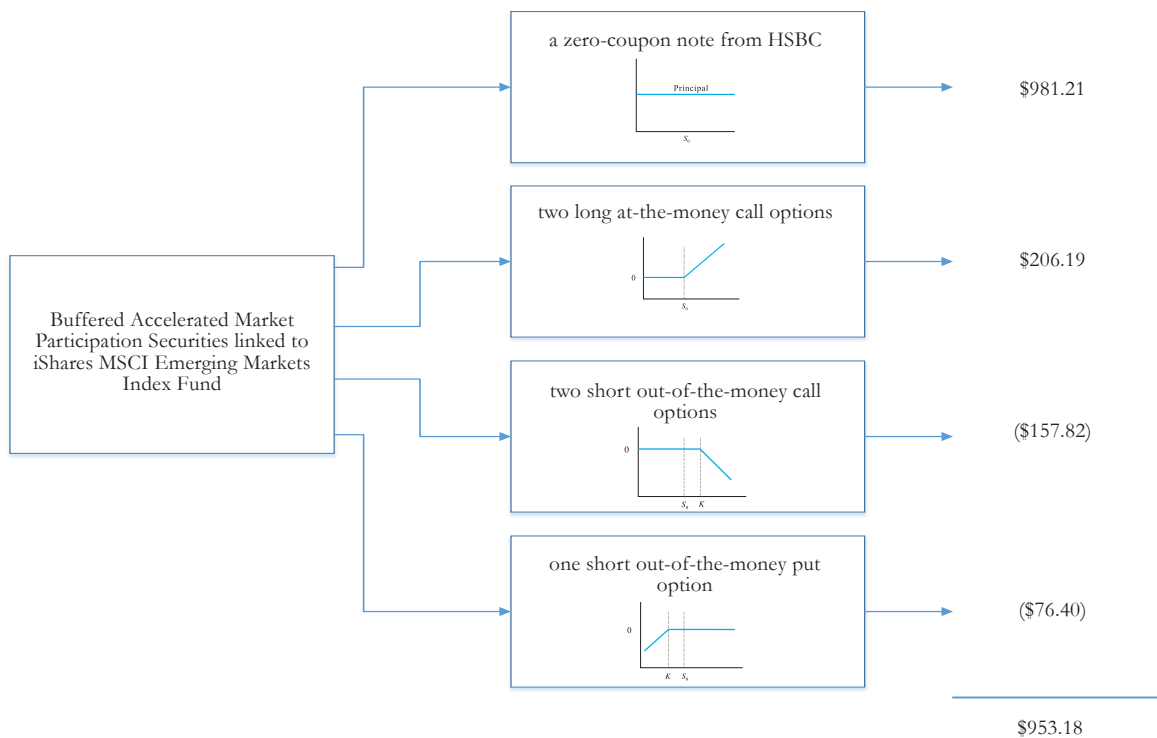 a zero-coupon note from HSBC
Principal
S0
$981.21
two long at-the-money call options
0
S0
$206.19
Buffered Accelerated Market
Participation Securities linked to
iShares MSCI Emerging Markets
Index Fund
two short out-of-the-money call
options
0
S0 K
($157.82)
one short out-of-the-money put
option
0
K S0
($76.40)
$953.18